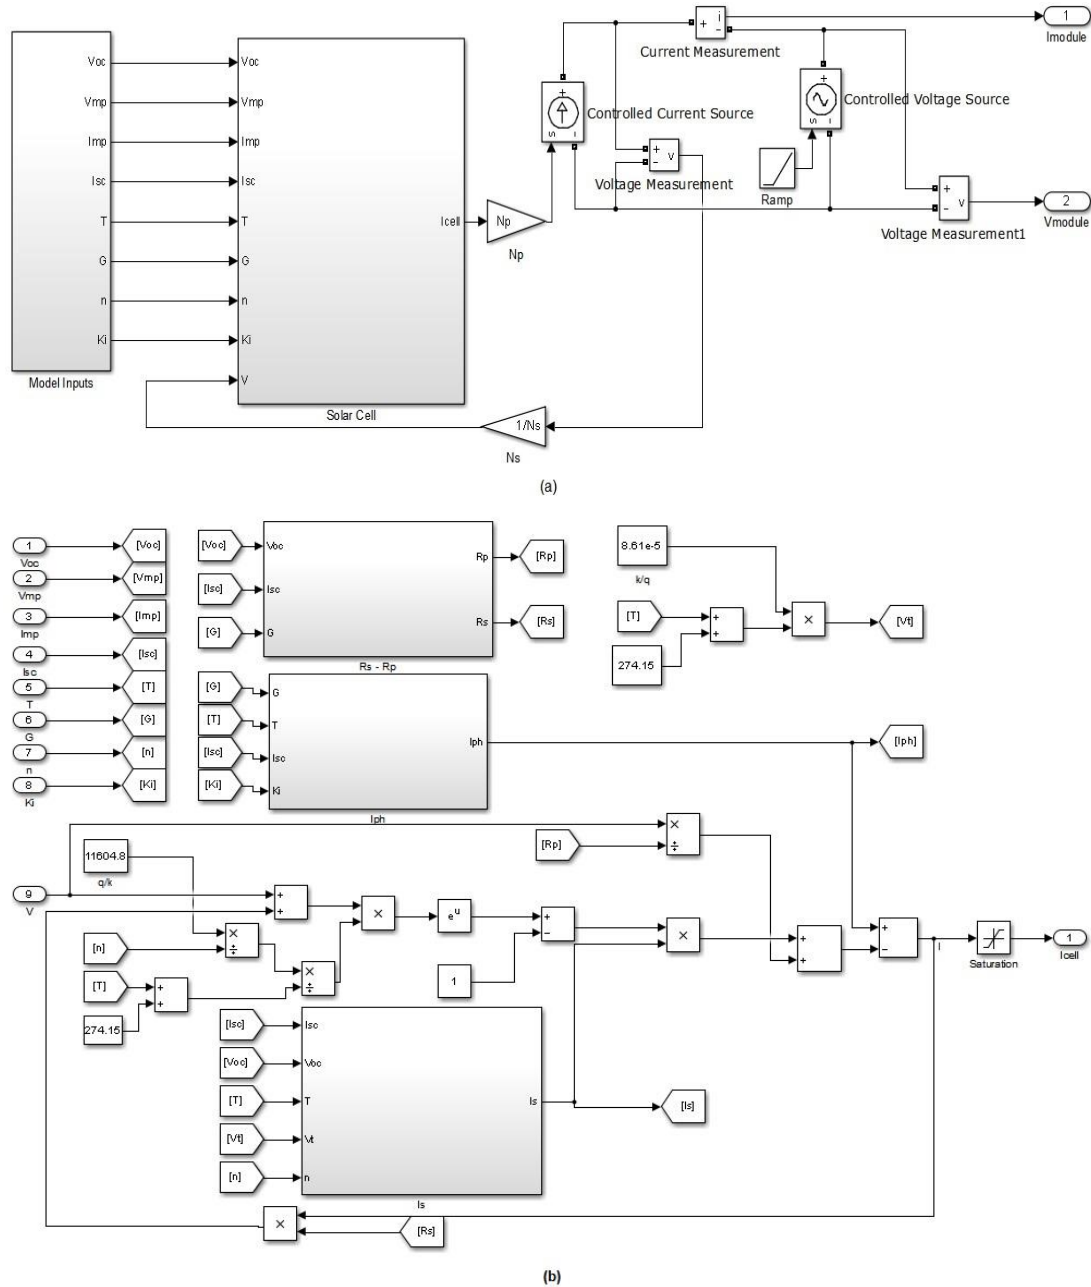 Voc
Vmp
Imp
Isc
T
G
n
Ki
Model Inputs
Voc
Vmp
Imp
Isc
T
G
n
Ki
V
Icell
Solar Cell
Np
Np
1/Ns
Ns
S
+
−
Controlled Current Source
+
−
i
Current Measurement
+
−
v
Voltage Measurement
Ramp
S
+
−
Controlled Voltage Source
+
−
v
Voltage Measurement1
1
Imodule
2
Vmodule
(a)
1
Voc
[Voc]
2
Vmp
[Vmp]
3
Imp
[Imp]
4
Isc
[Isc]
5
T
[T]
6
G
[G]
7
n
[n]
8
Ki
[Ki]
[Voc]
[Isc]
[G]
Voc
Isc
G
Rp
Rs
Rs - Rp
[Rp]
[Rs]
8.61e-5
k/q
[T]
274.15
+
+
×
[Vt]
[G]
[T]
[Isc]
[Ki]
G
T
Isc
Ki
Iph
Iph
[Iph]
[Rp]
×
÷
11604.8
q/k
9
V
[n]
[T]
274.15
×
÷
+
+
+
+
×
÷
×
e^u
1
+
−
×
+
+
+
−
I
Saturation
1
Icell
[Isc]
[Voc]
[T]
[Vt]
[n]
Isc
Voc
T
Vt
n
Is
Is
[Is]
×
[Rs]
(b)